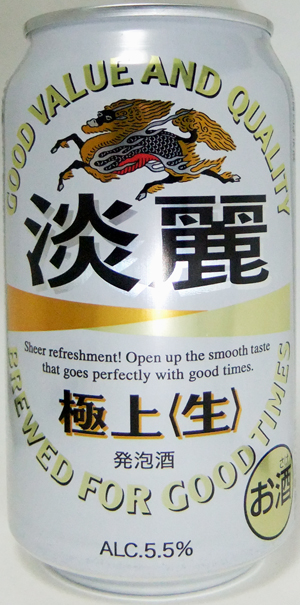 GOOD VALUE AND QUALITY
淡麗
Sheer refreshment! Open up the smooth taste
that goes perfectly with good times.
極上〈生〉
発泡酒
BREWED FOR GOOD TIMES
お酒
ALC.5.5%